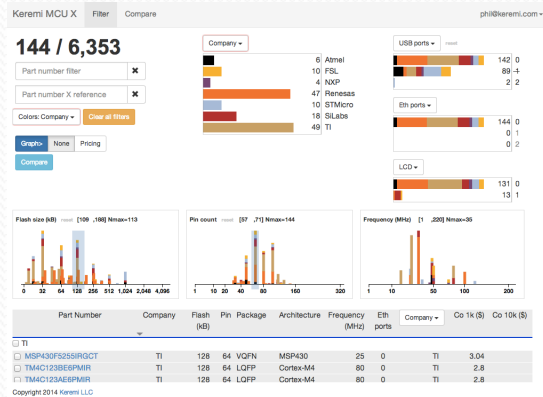 Keremi MCU X Filter Compare phil@keremi.com
144 / 6,353
Part number filter
Part number X reference
Colors: Company Clear all filters
Graph> None Pricing
Compare
Company
6 Atmel
10 FSL
4 NXP
47 Renesas
10 STMicro
18 SiLabs
49 TI
USB ports reset
142 0
69 1
2 2
Eth ports
144 0
0 1
0 2
LCD
131 0
13 1
Flash size (kB) reset [109 ,188] Nmax=113
0 32 64 128 256 512 1,024 2,048 4,096
Pin count reset [57 ,71] Nmax=144
1 10 20 40 80 160 320
Frequency (MHz) [1 ,220] Nmax=35
1 10 50 100 200
Part Number Company Flash (kB) Pin Package Architecture Frequency (MHz) Eth ports Company Co 1k ($) Co 10k ($)
TI
MSP430F5255IRGCT TI 128 64 VQFN MSP430 25 0 TI 3.04
TM4C123BE6PMIR TI 128 64 LQFP Cortex-M4 80 0 TI 2.8
TM4C123AE6PMIR TI 128 64 LQFP Cortex-M4 80 0 TI 2.8
Copyright 2014 Keremi LLC